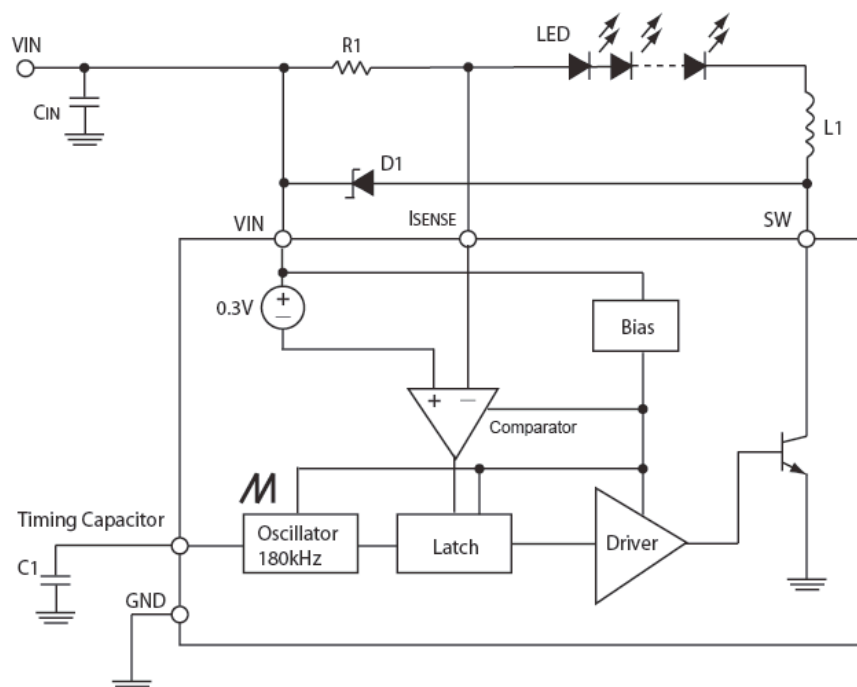 VIN
R1
LED
CIN
L1
D1
VIN
ISENSE
SW
0.3V
+
—
Bias
+ —
Comparator
Timing Capacitor
Oscillator
180kHz
Latch
Driver
C1
GND